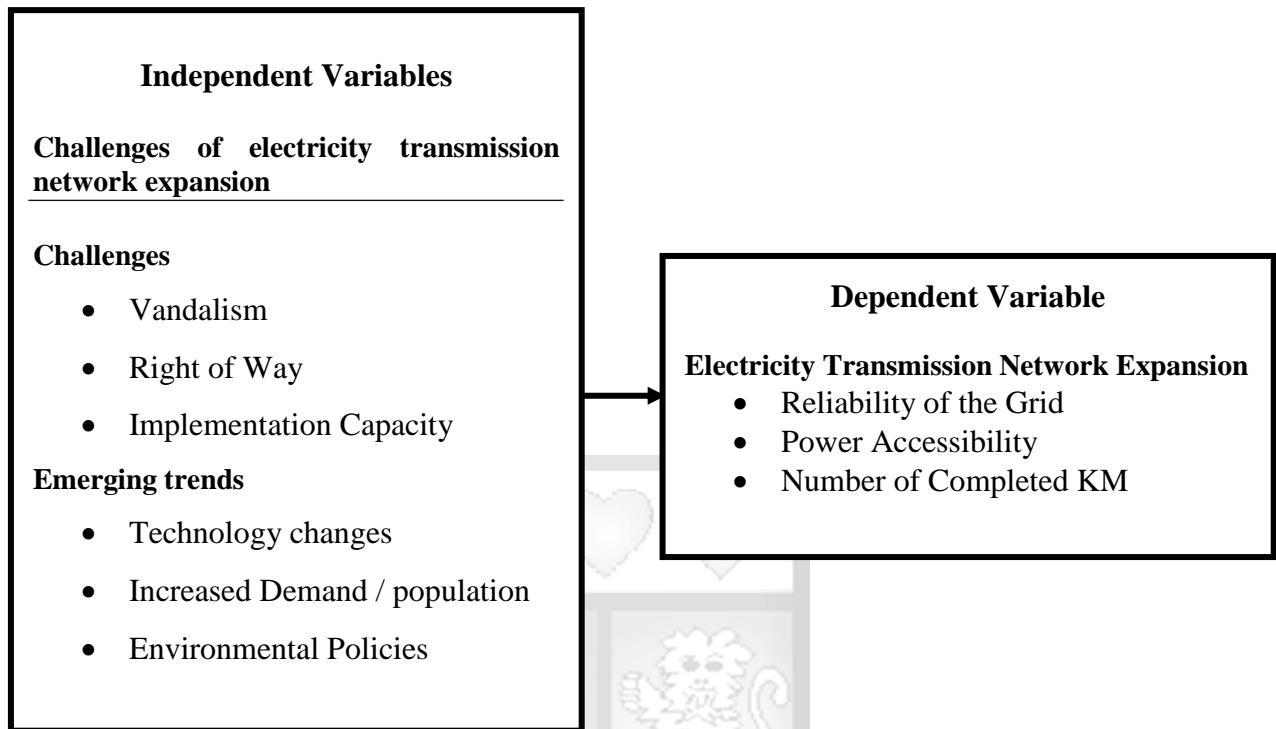 Independent Variables
Challenges of electricity transmission
network expansion
Challenges
• Vandalism
• Right of Way
• Implementation Capacity
Emerging trends
• Technology changes
• Increased Demand / population
• Environmental Policies
Dependent Variable
Electricity Transmission Network Expansion
• Reliability of the Grid
• Power Accessibility
• Number of Completed KM